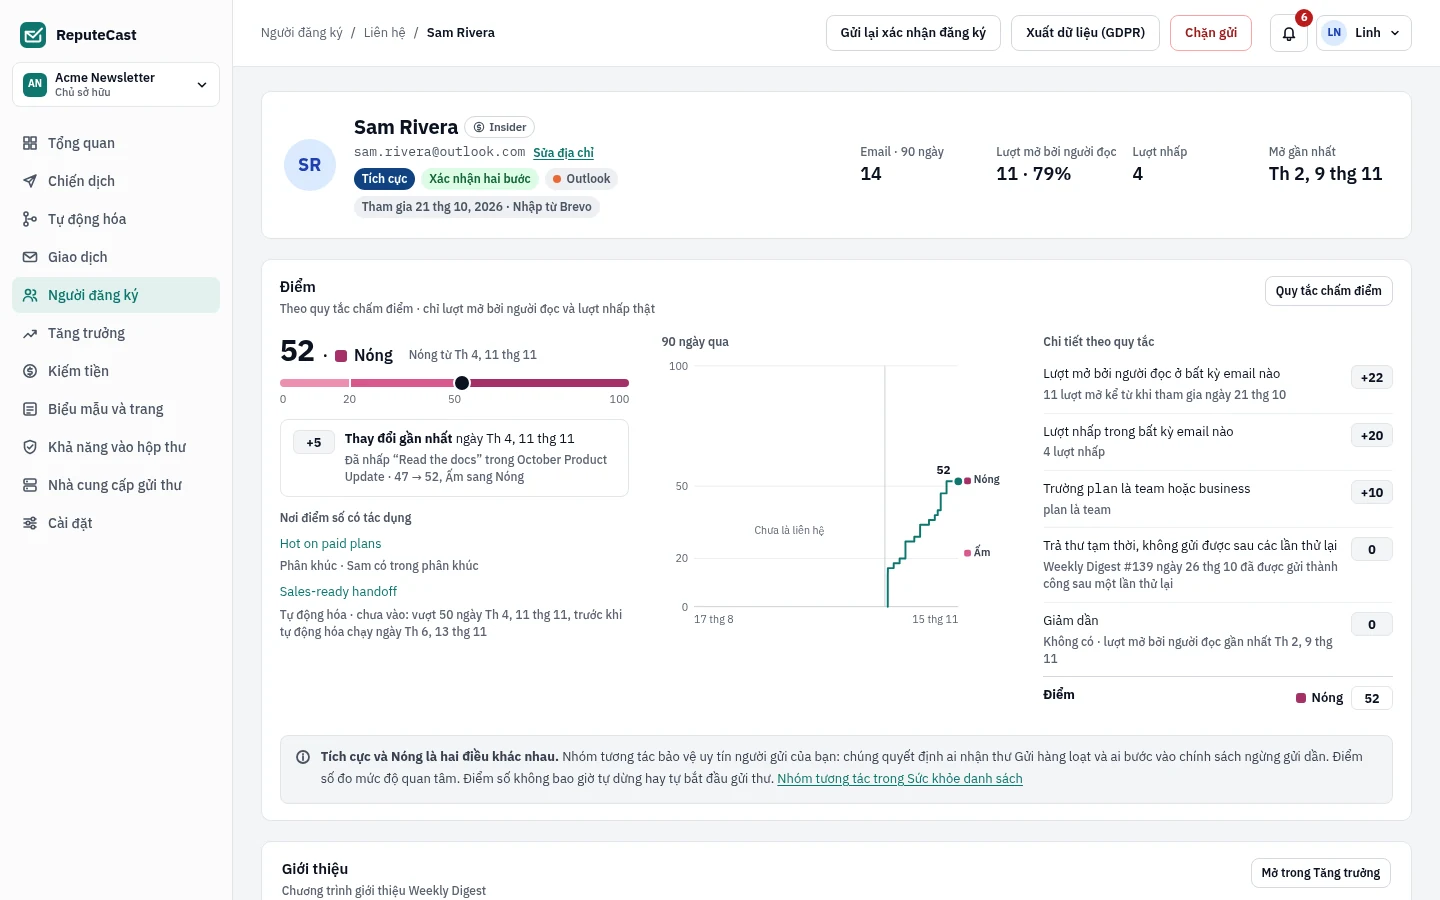 ReputeCast
AN
Acme Newsletter
Chủ sở hữu
Tổng quan
Chiến dịch
Tự động hóa
Giao dịch
Người đăng ký
Tăng trưởng
Kiếm tiền
Biểu mẫu và trang
Khả năng vào hộp thư
Nhà cung cấp gửi thư
Cài đặt
Người đăng ký / Liên hệ / Sam Rivera
Gửi lại xác nhận đăng ký
Xuất dữ liệu (GDPR)
Chặn gửi
6
LN
Linh
SR
Sam Rivera
Insider
sam.rivera@outlook.com Sửa địa chỉ
Tích cực
Xác nhận hai bước
Outlook
Tham gia 21 thg 10, 2026 · Nhập từ Brevo
Email · 90 ngày
14
Lượt mở bởi người đọc
11 · 79%
Lượt nhấp
4
Mở gần nhất
Th 2, 9 thg 11
Điểm
Theo quy tắc chấm điểm · chỉ lượt mở bởi người đọc và lượt nhấp thật
Quy tắc chấm điểm
52 · Nóng Nóng từ Th 4, 11 thg 11
0 20 50 100
+5
Thay đổi gần nhất ngày Th 4, 11 thg 11
Đã nhấp “Read the docs” trong October Product
Update · 47 → 52, Ấm sang Nóng
Nơi điểm số có tác dụng
Hot on paid plans
Phân khúc · Sam có trong phân khúc
Sales-ready handoff
Tự động hóa · chưa vào: vượt 50 ngày Th 4, 11 thg 11, trước khi
tự động hóa chạy ngày Th 6, 13 thg 11
90 ngày qua
100
50
20
0
Chưa là liên hệ
52
Nóng
Ấm
17 thg 8
15 thg 11
Chi tiết theo quy tắc
Lượt mở bởi người đọc ở bất kỳ email nào
11 lượt mở kể từ khi tham gia ngày 21 thg 10
+22
Lượt nhấp trong bất kỳ email nào
4 lượt nhấp
+20
Trường plan là team hoặc business
plan là team
+10
Trả thư tạm thời, không gửi được sau các lần thử lại
Weekly Digest #139 ngày 26 thg 10 đã được gửi thành
công sau một lần thử lại
0
Giảm dần
Không có · lượt mở bởi người đọc gần nhất Th 2, 9 thg
11
0
Điểm
Nóng
52
Tích cực và Nóng là hai điều khác nhau. Nhóm tương tác bảo vệ uy tín người gửi của bạn: chúng quyết định ai nhận thư Gửi hàng loạt và ai bước vào chính sách ngừng gửi dần. Điểm
số đo mức độ quan tâm. Điểm số không bao giờ tự dừng hay tự bắt đầu gửi thư. Nhóm tương tác trong Sức khỏe danh sách
Giới thiệu
Chương trình giới thiệu Weekly Digest
Mở trong Tăng trưởng